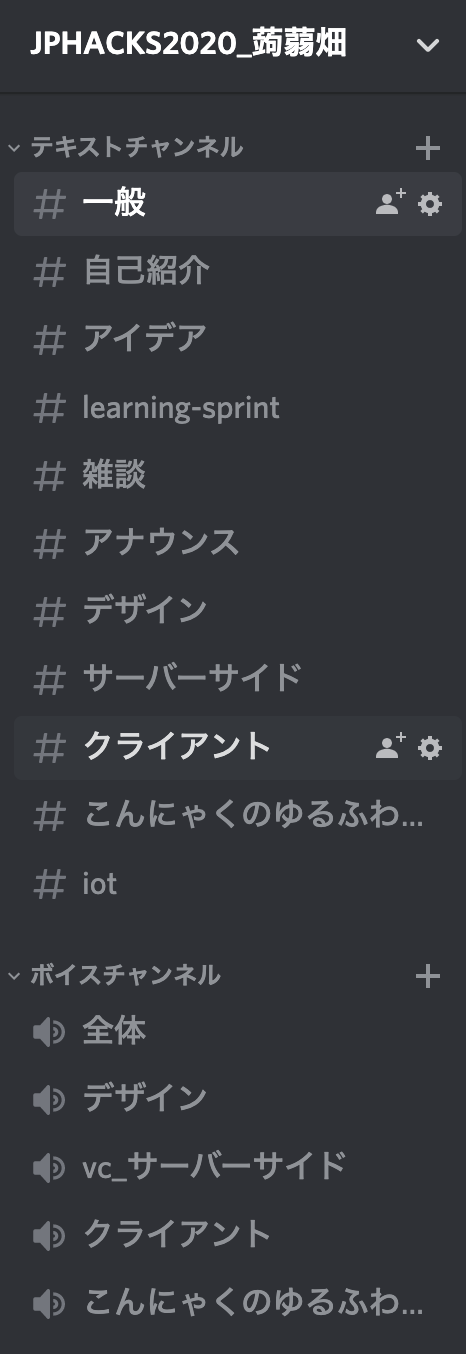 JPHACKS2020_蒟蒻畑
テキストチャンネル
# 一般
# 自己紹介
# アイデア
# learning-sprint
# 雑談
# アナウンス
# デザイン
# サーバーサイド
# クライアント
# こんにゃくのゆるふわ...
# iot
ボイスチャンネル
全体
デザイン
vc_サーバーサイド
クライアント
こんにゃくのゆるふわ...